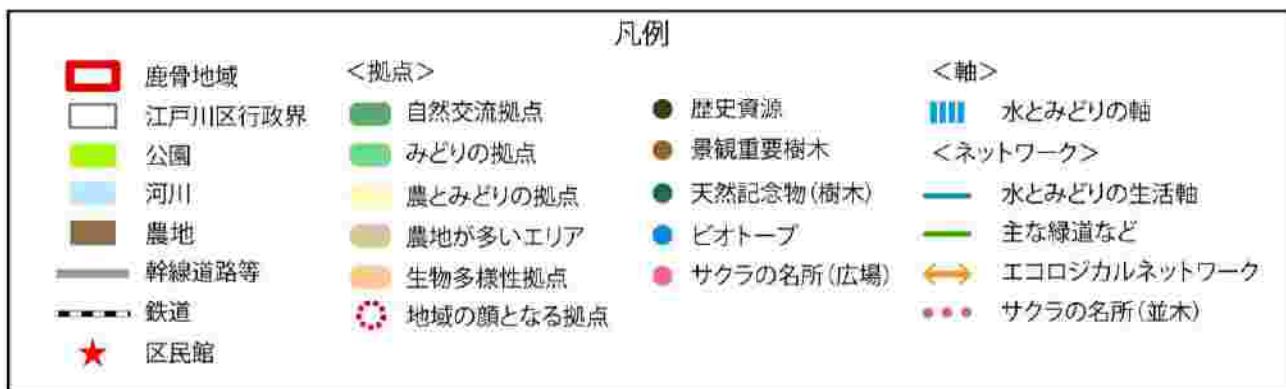 凡例
鹿骨地域
江戸川区行政界
公園
河川
農地
幹線道路等
鉄道
区民館
<拠点>
自然交流拠点
みどりの拠点
農とみどりの拠点
農地が多いエリア
生物多様性拠点
地域の顔となる拠点
歴史資源
景観重要樹木
天然記念物(樹木)
ビオトープ
サクラの名所(広場)
<軸>
水とみどりの軸
<ネットワーク>
水とみどりの生活軸
主な緑道など
エコロジカルネットワーク
サクラの名所(並木)